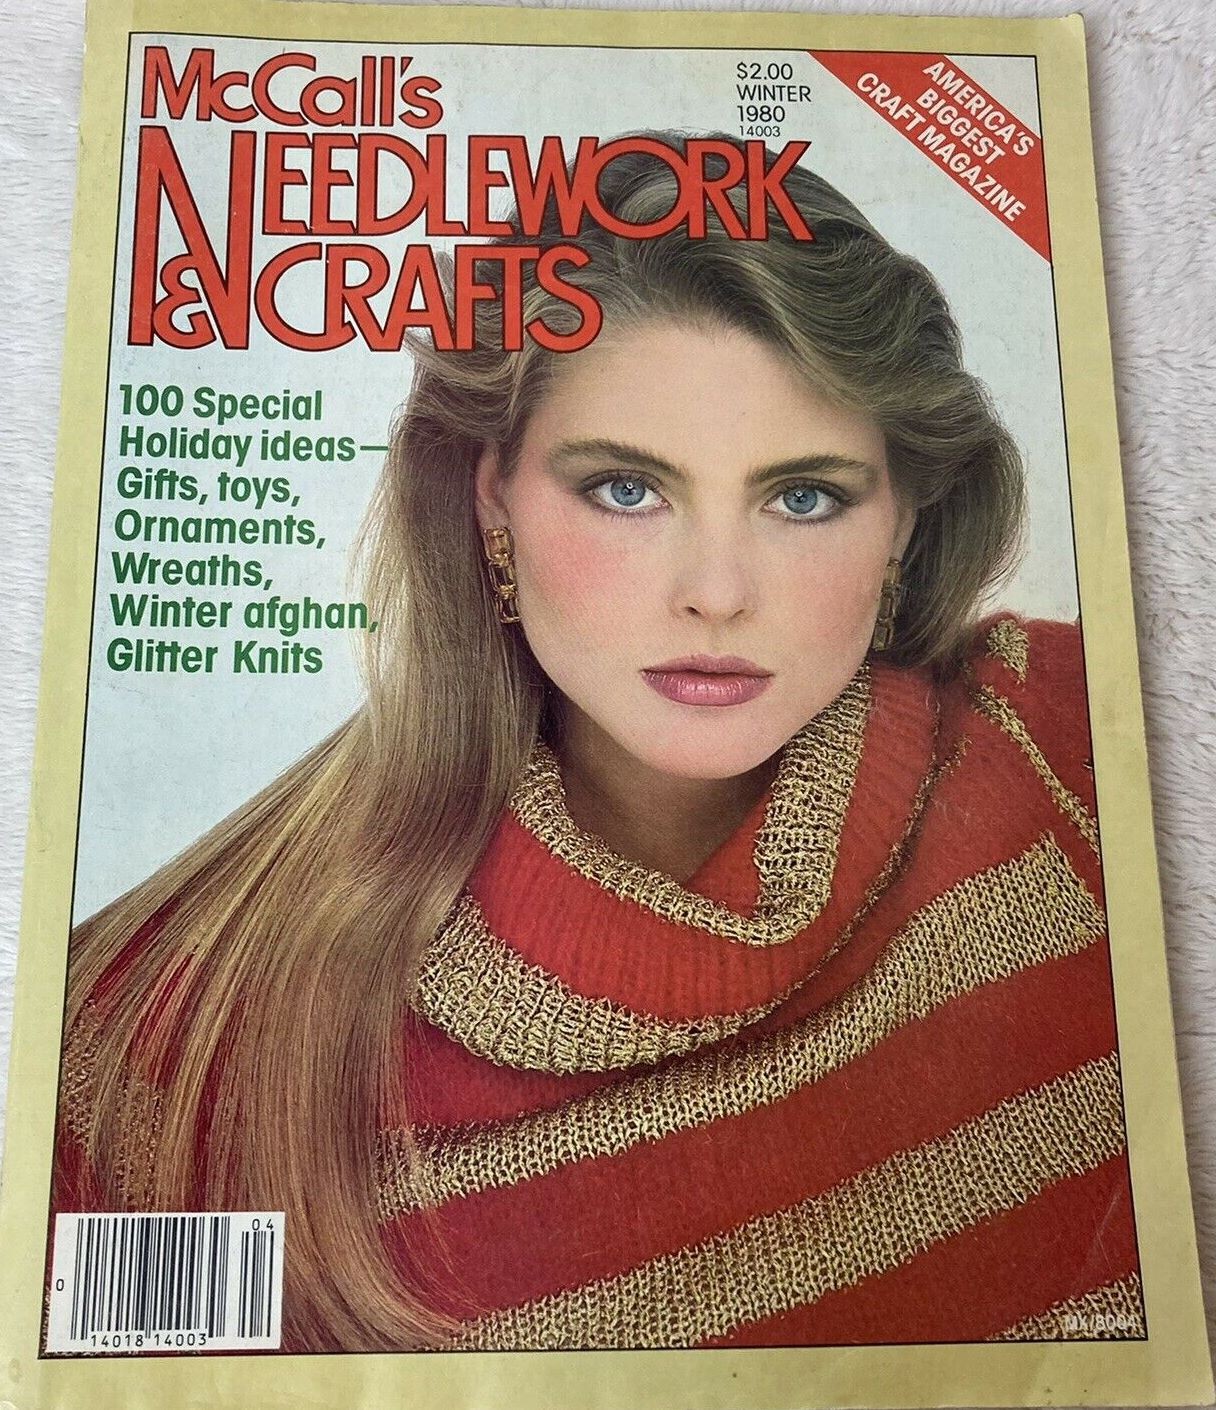 McCall's
NEEDLEWORK
& CRAFTS
$2.00
WINTER
1980
14003
AMERICA'S
BIGGEST
CRAFT MAGAZINE
100 Special
Holiday ideas—
Gifts, toys,
Ornaments,
Wreaths,
Winter afghan,
Glitter Knits
04
0
14018 14003